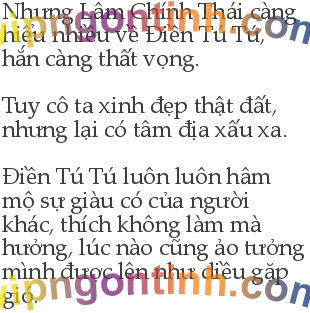 Nhưng Lâm Chính Thái càng
hiểu nhiều về Điền Tú Tú,
hắn càng thất vọng.
Tuy cô ta xinh đẹp thật đất,
nhưng lại có tâm địa xấu xa.
Điền Tú Tú luôn luôn hâm
mộ sự giàu có của người
khác, thích không làm mà
hưởng, lúc nào cũng ảo tưởng
mình được lên như diều gặp
gió.
vipngontinh.com
vipngontinh.com